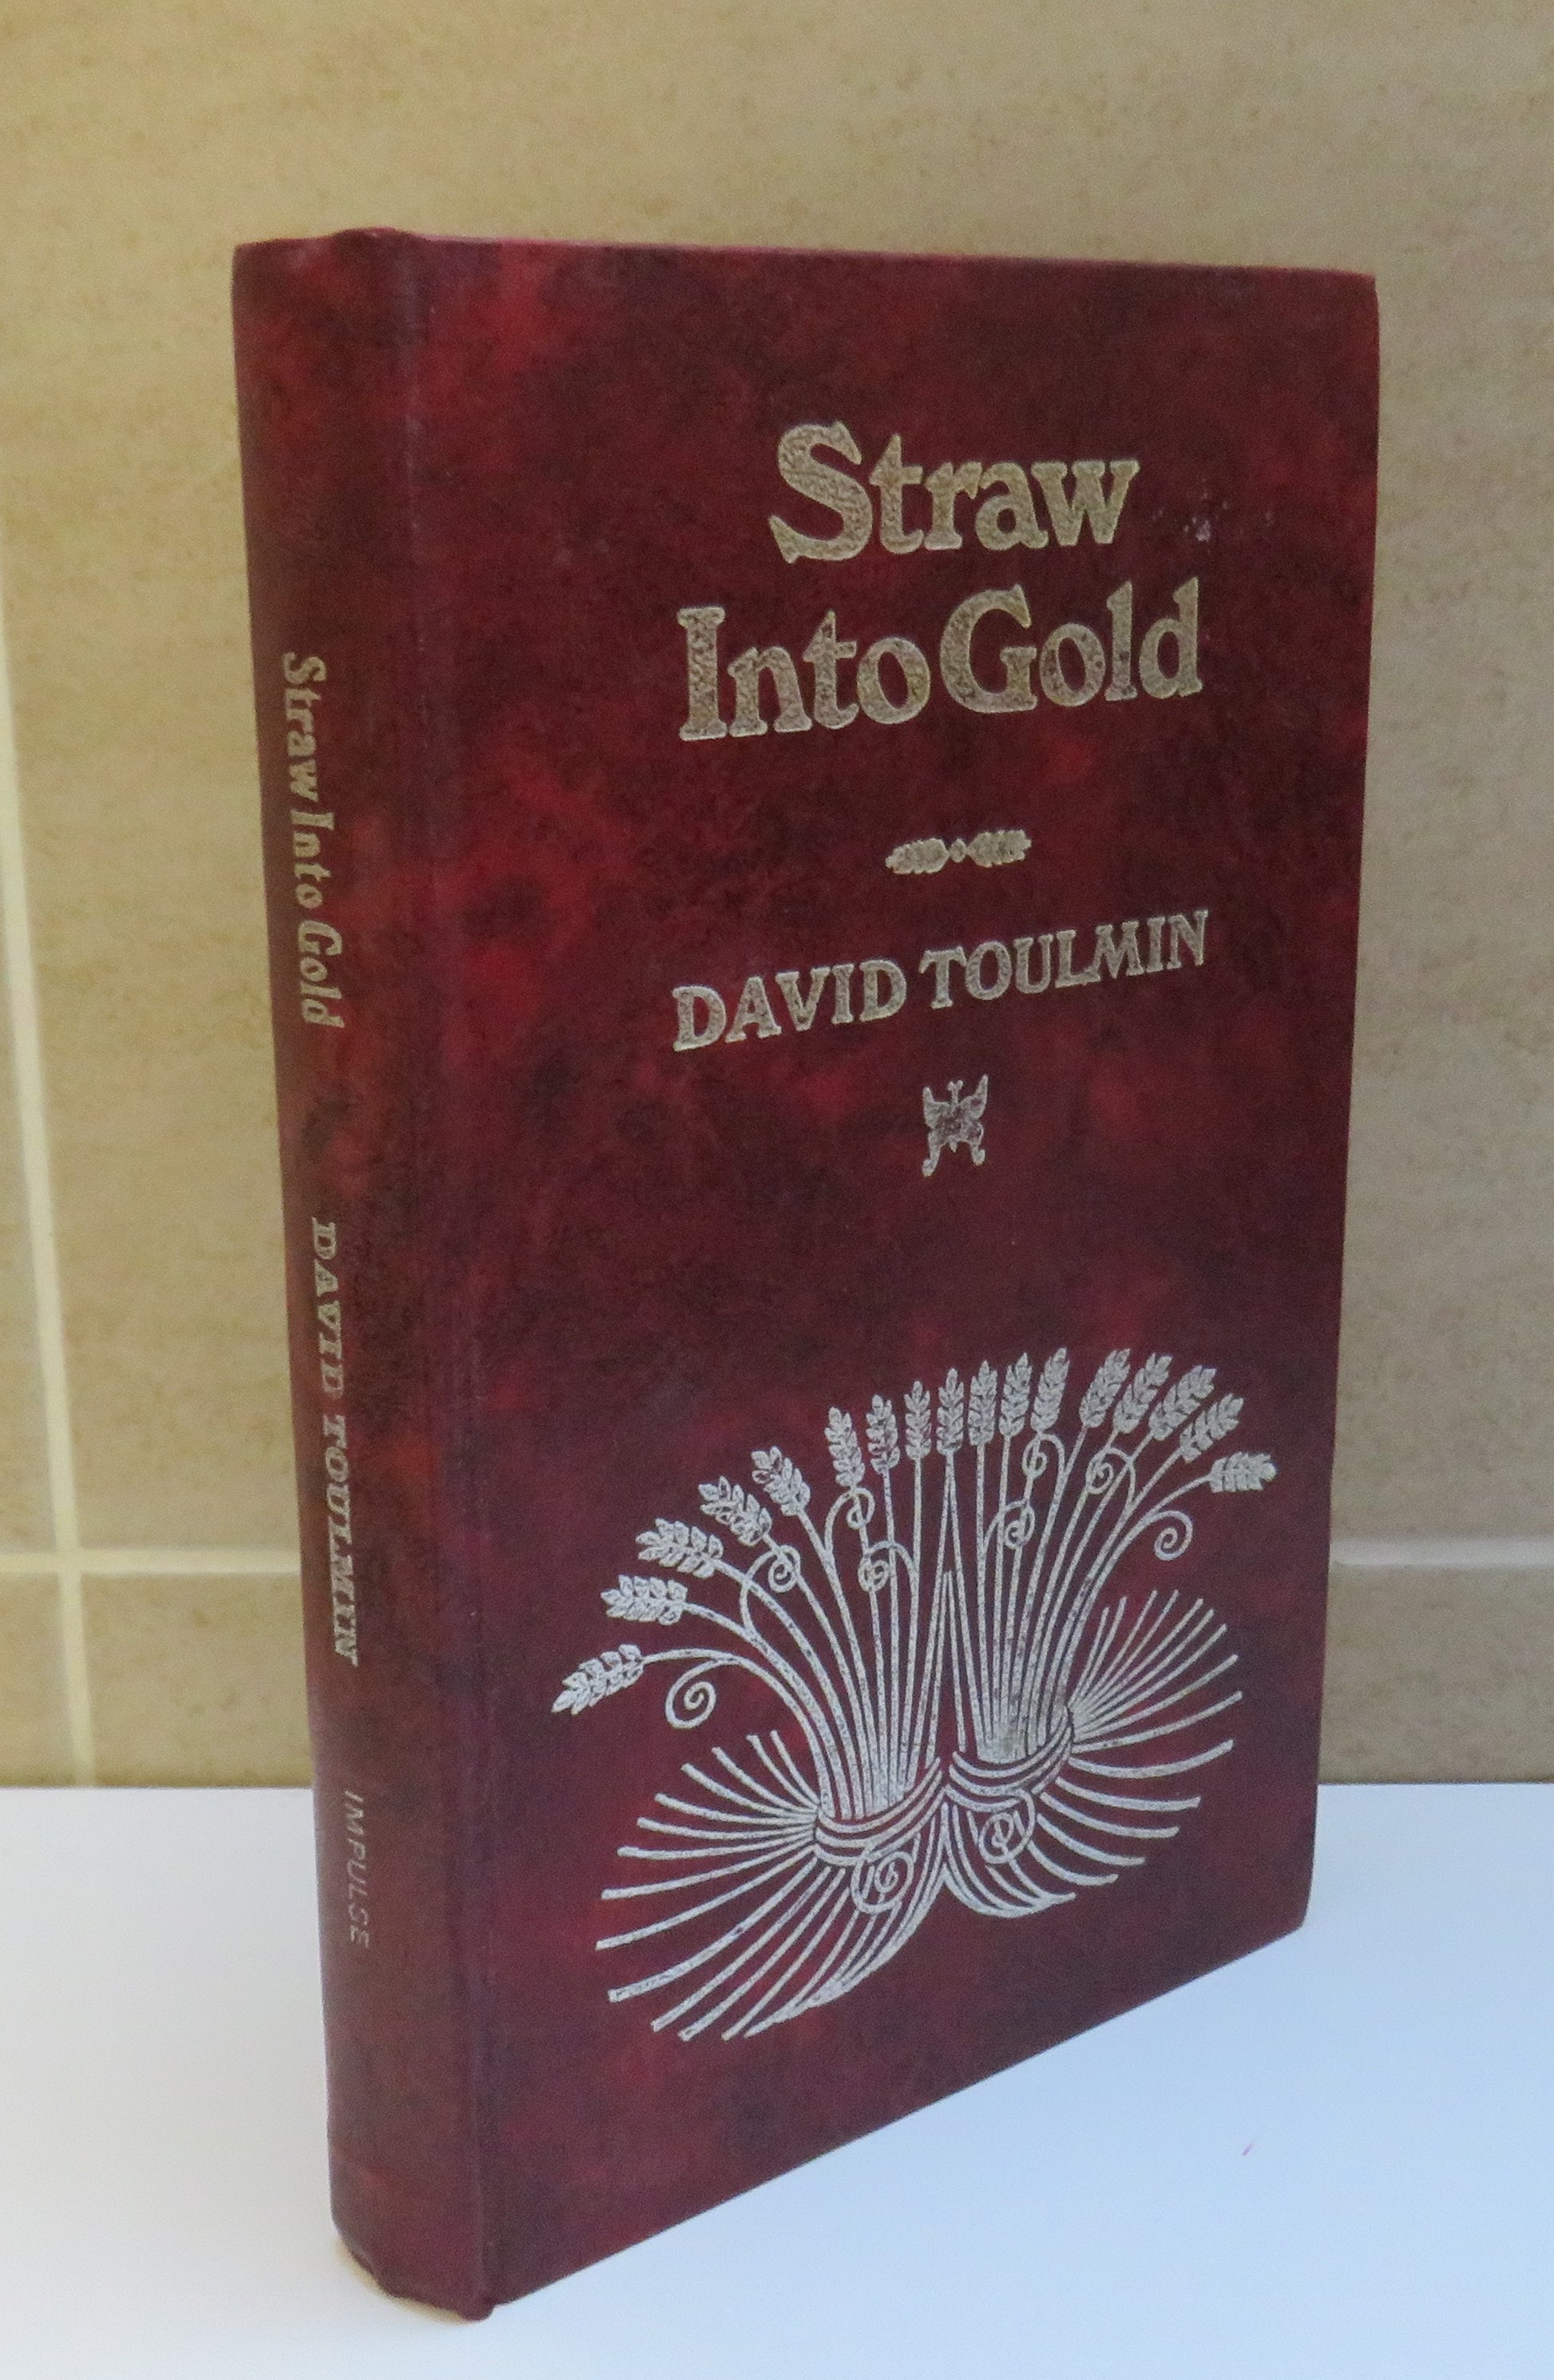 Straw
Into Gold
DAVID TOULMIN
Straw Into Gold DAVID TOULMIN IMPULSE